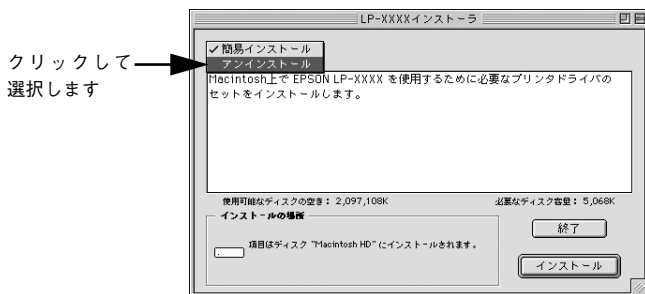 LP-XXXXインストーラ
✓簡易インストール
アンインストール
クリックして
選択します
Macintosh上で EPSON LP-XXXX を使用するために必要なプリンタドライバの
セットをインストールします。
使用可能なディスクの空き： 2,097,108K 必要なディスク容量： 5,068K
インストールの場所
項目はディスク “Macintosh HD” にインストールされます。
終了
インストール